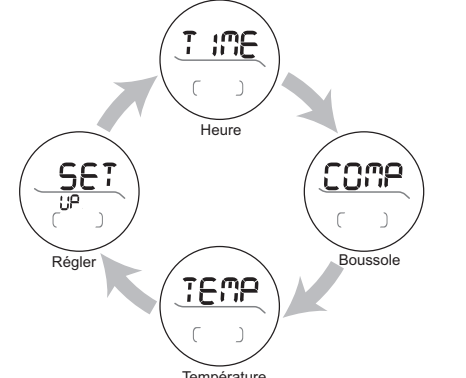 TIME
Heure
COMP
Boussole
TEMP
Température
SET
UP
Régler